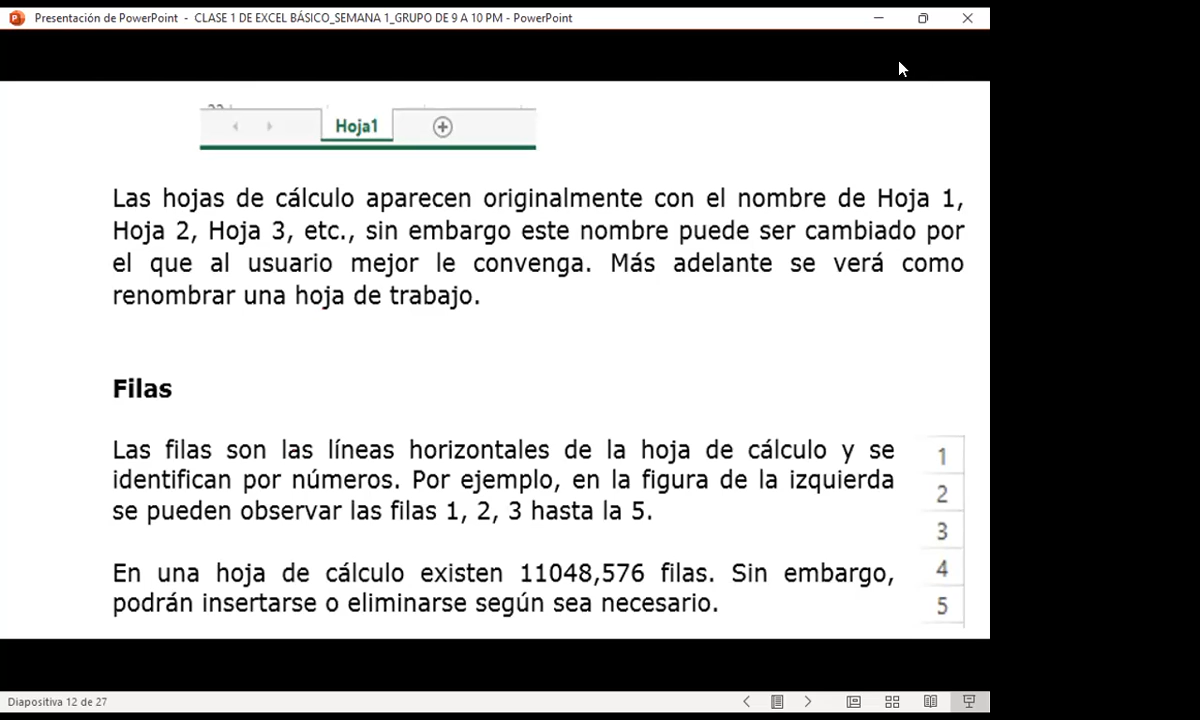 Presentación de PowerPoint - CLASE 1 DE EXCEL BÁSICO_SEMANA 1_GRUPO DE 9 A 10 PM - PowerPoint
Hoja1
Las hojas de cálculo aparecen originalmente con el nombre de Hoja 1,
Hoja 2, Hoja 3, etc., sin embargo este nombre puede ser cambiado por
el que al usuario mejor le convenga. Más adelante se verá como
renombrar una hoja de trabajo.
Filas
Las filas son las líneas horizontales de la hoja de cálculo y se
identifican por números. Por ejemplo, en la figura de la izquierda
se pueden observar las filas 1, 2, 3 hasta la 5.
En una hoja de cálculo existen 11048,576 filas. Sin embargo,
podrán insertarse o eliminarse según sea necesario.
1
2
3
4
5
Diapositiva 12 de 27